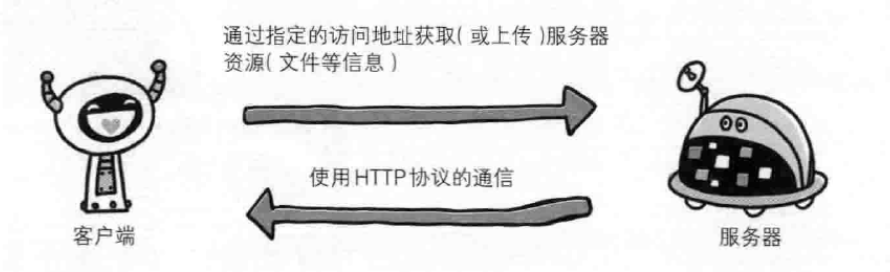 通过指定的访问地址获取( 或上传 )服务器
资源( 文件等信息 )
使用HTTP协议的通信
客户端
服务器